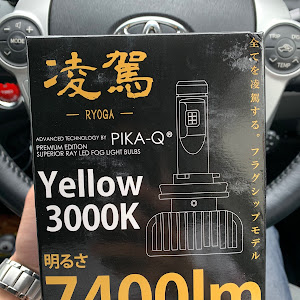 凌駕
— RYOGA —
ADVANCED TECHNOLOGY BY PIKA-Q®
PREMIUM EDITION
SUPERIOR RAY LED FOG LIGHT BULBS
全てを凌駕する。フラグシップモデル
Yellow
3000K
明るさ
7400lm